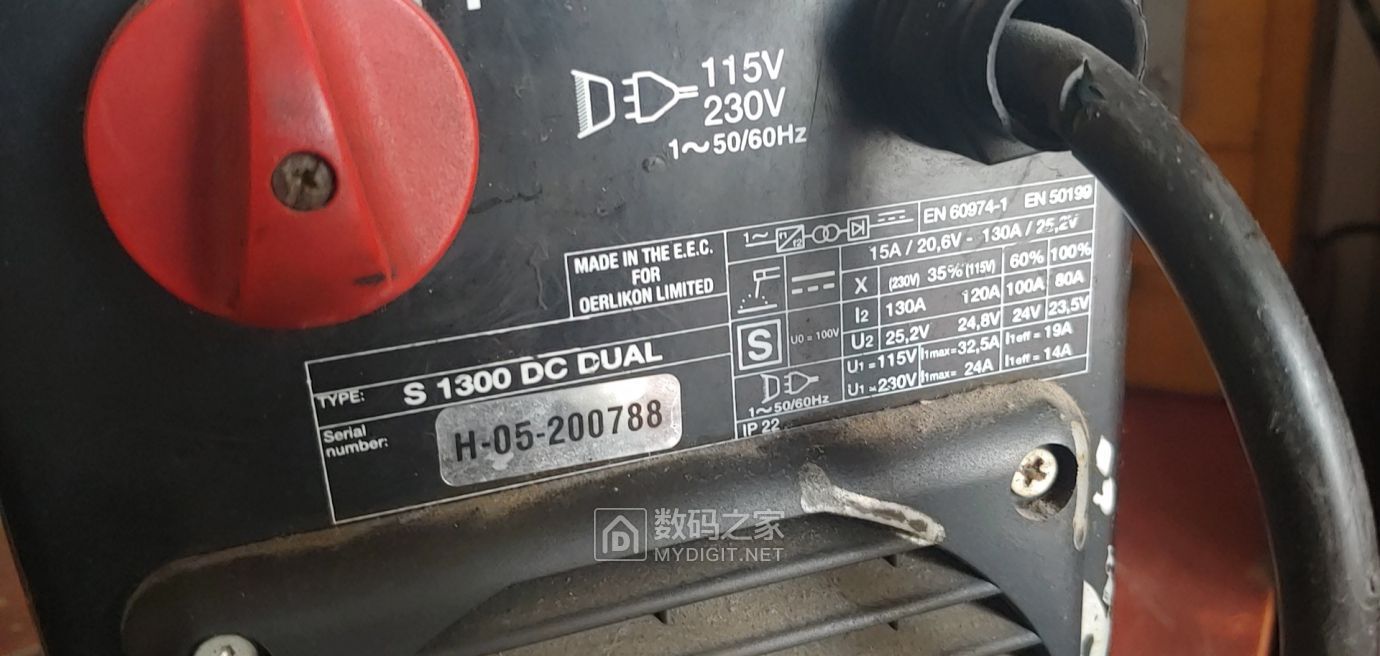 115V
230V
1~50/60Hz
MADE IN THE E.E.C.
FOR
OERLIKON LIMITED
1~ f1 f2 EN 60974-1 EN 50199
15A / 20,6V - 130A / 25,2V
X (230V) 35% (115V) 60% 100%
I2 130A 120A 100A 80A
U0 = 100V
U2 25,2V 24,8V 24V 23,5V
S
U1 = 115V I1max= 32,5A I1eff = 19A
U1 = 230V I1max= 24A I1eff = 14A
1~50/60Hz
IP 22
TYPE: S 1300 DC DUAL
Serial
number:
H-05-200788
数码之家
MYDIGIT.NET